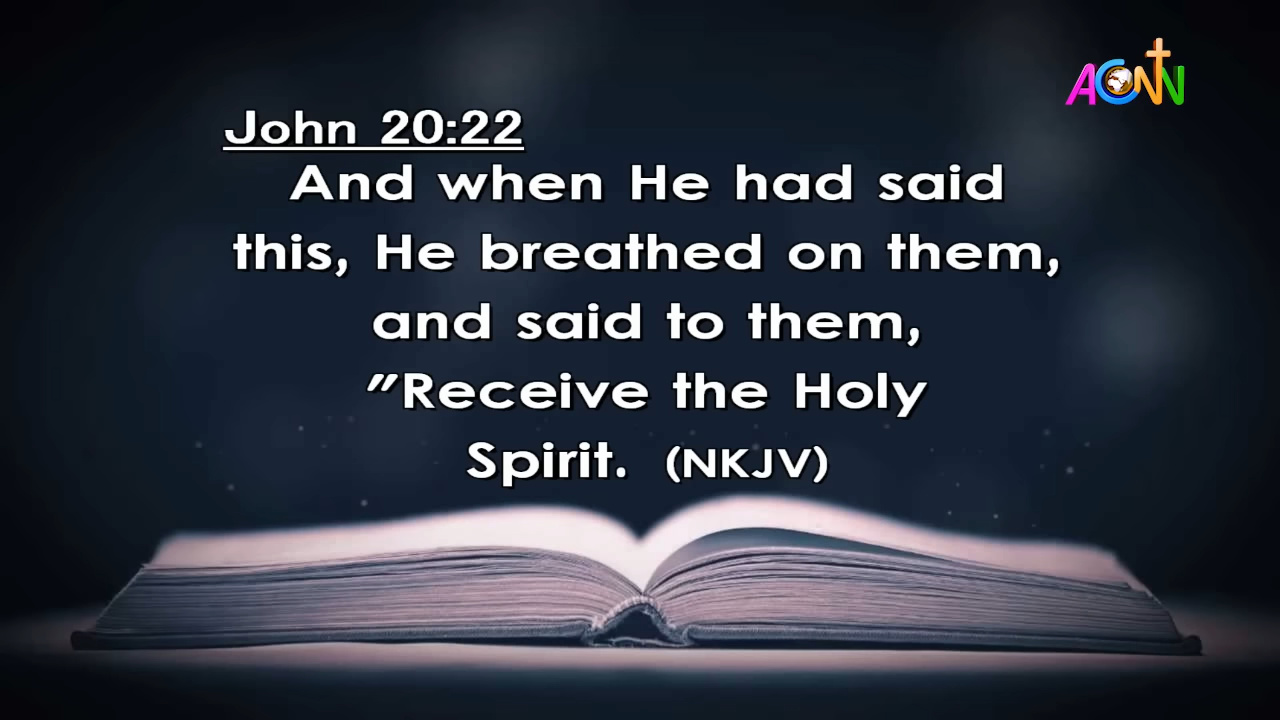 ACNN
John 20:22
And when He had said
this, He breathed on them,
and said to them,
"Receive the Holy
Spirit. (NKJV)